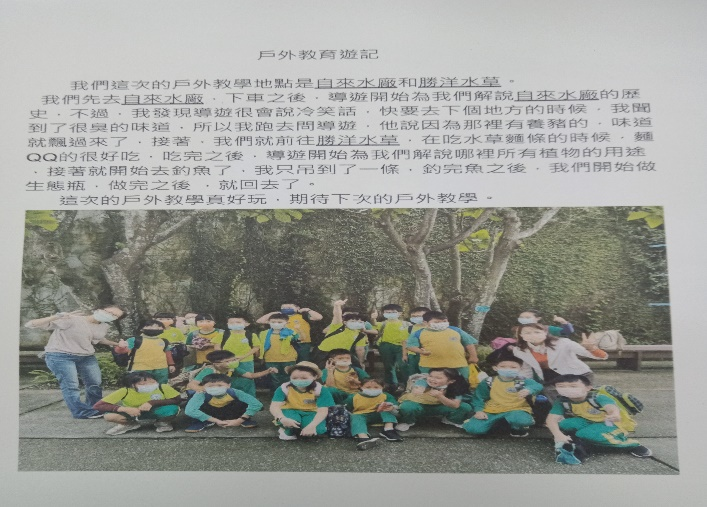 戶外教育遊記
我們這次的戶外教學地點是自來水廠和勝洋水草。
我們先去自來水廠，下車之後，導遊開始為我們解說自來水廠的歷
史，不過，我發現導遊很會說冷笑話，快要去下個地方的時候，我聞
到了很臭的味道，所以我跑去問導遊，他說因為那裡有養豬的，味道
就飄過來了，接著，我們就前往勝洋水草，在吃水草麵條的時候，麵
QQ的很好吃，吃完之後，導遊開始為我們解說哪裡所有植物的用途
，接著就開始去釣魚了，我只吊到了一條，釣完魚之後，我們開始做
生態瓶，做完之後，就回去了。
這次的戶外教學真好玩，期待下次的戶外教學。